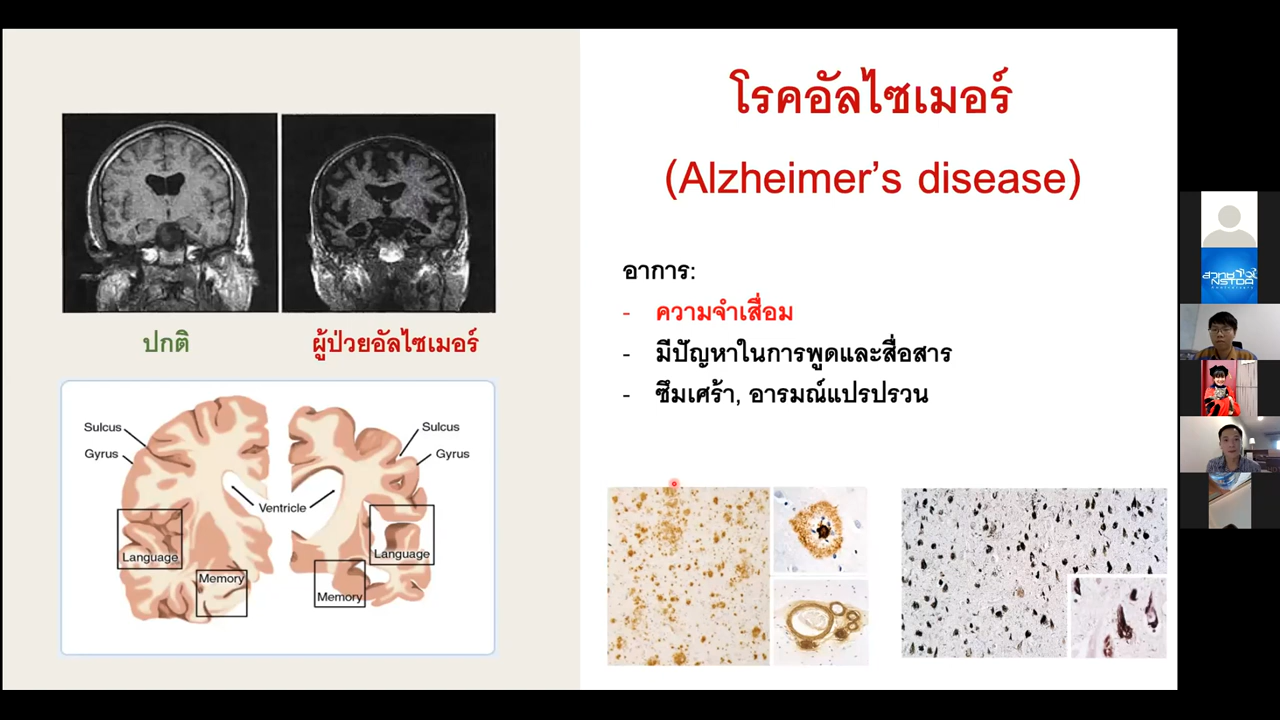 โรคอัลไซเมอร์
(Alzheimer's disease)
ปกติ
ผู้ป่วยอัลไซเมอร์
อาการ:
- ความจำเสื่อม
- มีปัญหาในการพูดและสื่อสาร
- ซึมเศร้า, อารมณ์แปรปรวน
Sulcus
Gyrus
Sulcus
Gyrus
Ventricle
Language
Memory
Language
Memory
สวทช
NSTDA